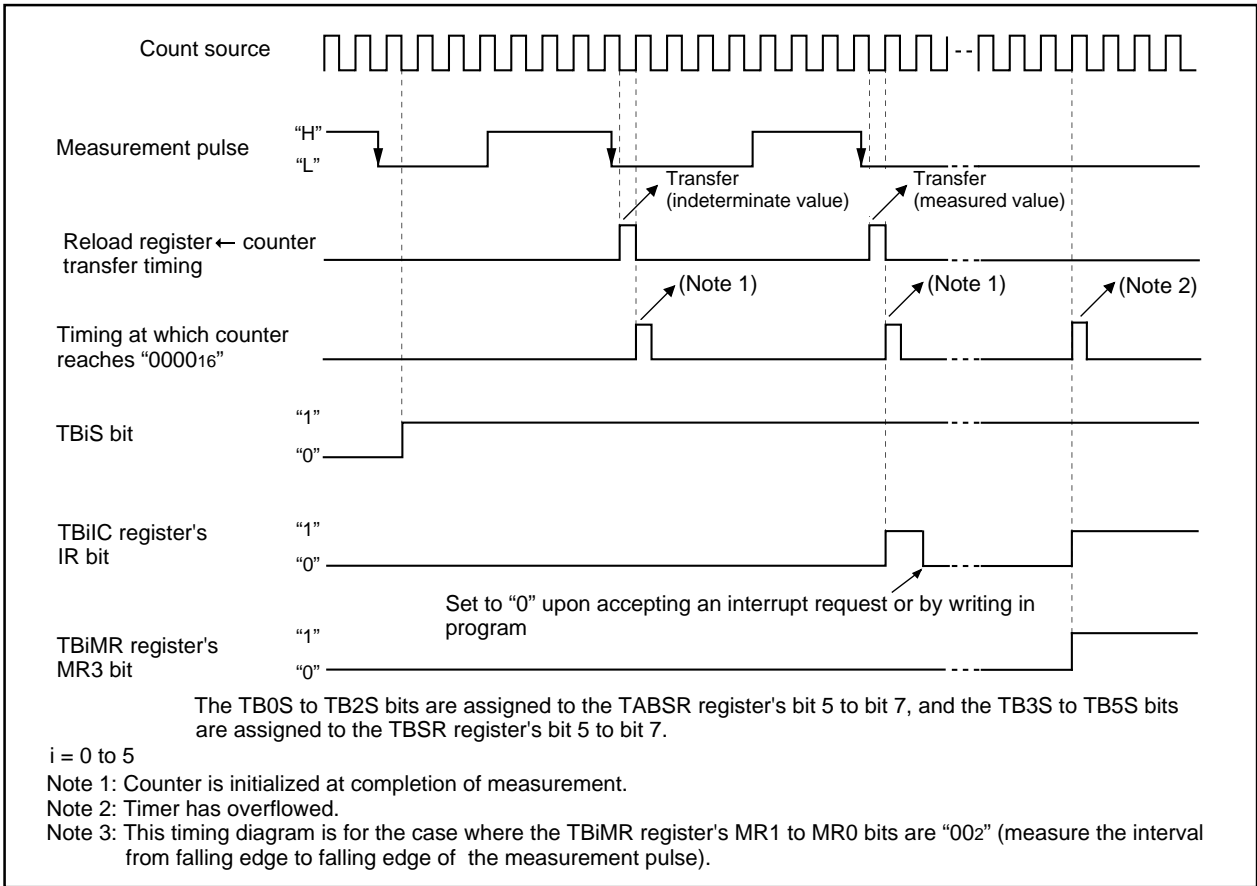 Count source
Measurement pulse
“H”
“L”
Transfer
(indeterminate value)
Transfer
(measured value)
Reload register ← counter
transfer timing
(Note 1)
(Note 1)
(Note 2)
Timing at which counter
reaches “000016”
TBiS bit
“1”
“0”
TBiIC register's
IR bit
“1”
“0”
Set to “0” upon accepting an interrupt request or by writing in
program
TBiMR register's
MR3 bit
“1”
“0”
The TB0S to TB2S bits are assigned to the TABSR register's bit 5 to bit 7, and the TB3S to TB5S bits
are assigned to the TBSR register's bit 5 to bit 7.
i = 0 to 5
Note 1: Counter is initialized at completion of measurement.
Note 2: Timer has overflowed.
Note 3: This timing diagram is for the case where the TBiMR register's MR1 to MR0 bits are “002” (measure the interval
from falling edge to falling edge of the measurement pulse).